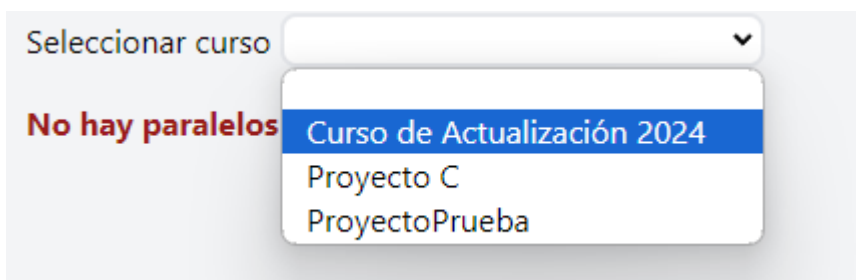 Seleccionar curso
No hay paralelos
Curso de Actualización 2024
Proyecto C
ProyectoPrueba